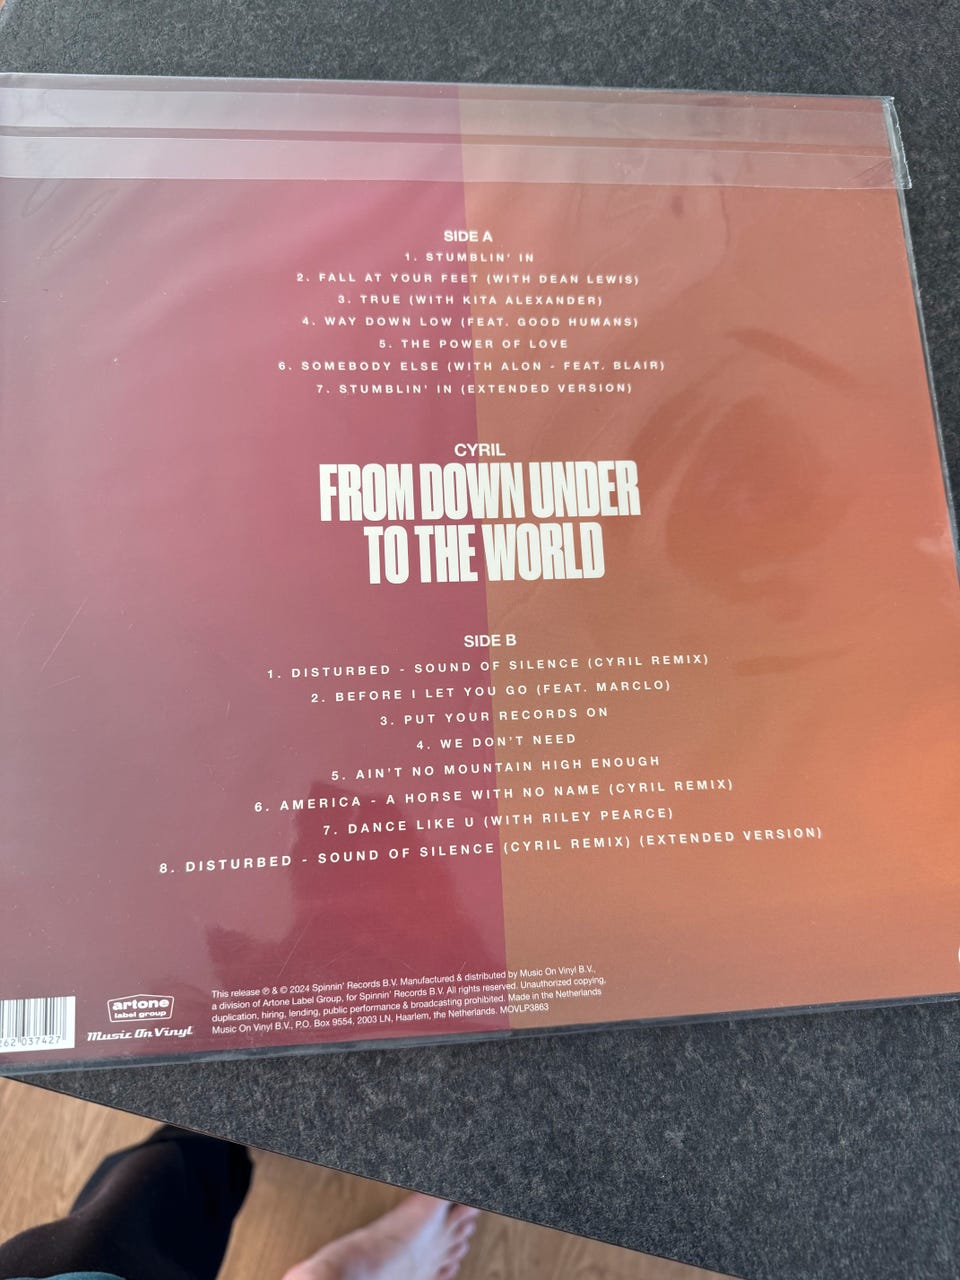 SIDE A
1. STUMBLIN' IN
2. FALL AT YOUR FEET (WITH DEAN LEWIS)
3. TRUE (WITH KITA ALEXANDER)
4. WAY DOWN LOW (FEAT. GOOD HUMANS)
5. THE POWER OF LOVE
6. SOMEBODY ELSE (WITH ALON - FEAT. BLAIR)
7. STUMBLIN' IN (EXTENDED VERSION)
CYRIL
FROM DOWN UNDER
TO THE WORLD
SIDE B
1. DISTURBED - SOUND OF SILENCE (CYRIL REMIX)
2. BEFORE I LET YOU GO (FEAT. MARCLO)
3. PUT YOUR RECORDS ON
4. WE DON'T NEED
5. AIN'T NO MOUNTAIN HIGH ENOUGH
6. AMERICA - A HORSE WITH NO NAME (CYRIL REMIX)
7. DANCE LIKE U (WITH RILEY PEARCE)
8. DISTURBED - SOUND OF SILENCE (CYRIL REMIX) (EXTENDED VERSION)
262 037427
artone
label group
Music On Vinyl
This release ℗ & © 2024 Spinnin' Records B.V. Manufactured & distributed by Music On Vinyl B.V.,
a division of Artone Label Group, for Spinnin' Records B.V. All rights reserved. Unauthorized copying,
duplication, hiring, lending, public performance & broadcasting prohibited. Made in the Netherlands
Music On Vinyl B.V., P.O. Box 9554, 2003 LN, Haarlem, the Netherlands. MOVLP3863